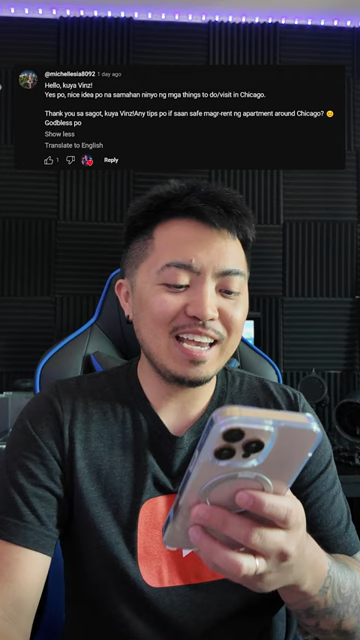 @michellesia8092 1 day ago
Hello, kuya Vinz!
Yes po, nice idea po na samahan ninyo ng mga things to do/visit in Chicago.
Thank you sa sagot, kuya Vinz!Any tips po if saan safe magr-rent ng apartment around Chicago? 😊
Godbless po
Show less
Translate to English
1 Reply